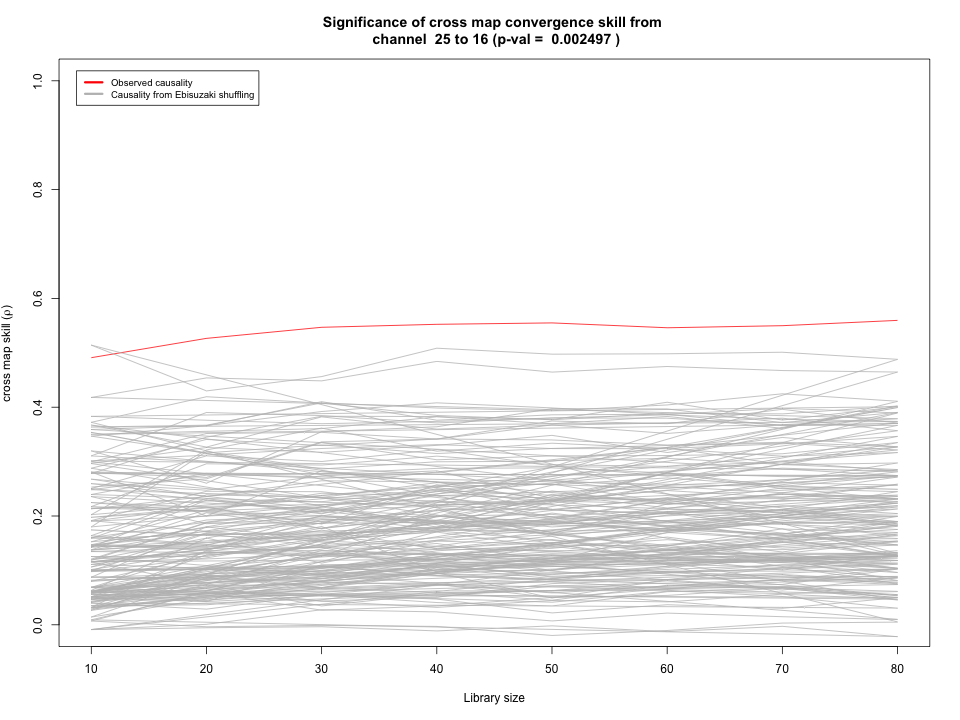 Significance of cross map convergence skill from
channel  25 to 16 (p-val =  0.002497 )
Observed causality
Causality from Ebisuzaki shuffling
1.0
0.8
0.6
0.4
0.2
0.0
cross map skill (ρ)
10 20 30 40 50 60 70 80
Library size